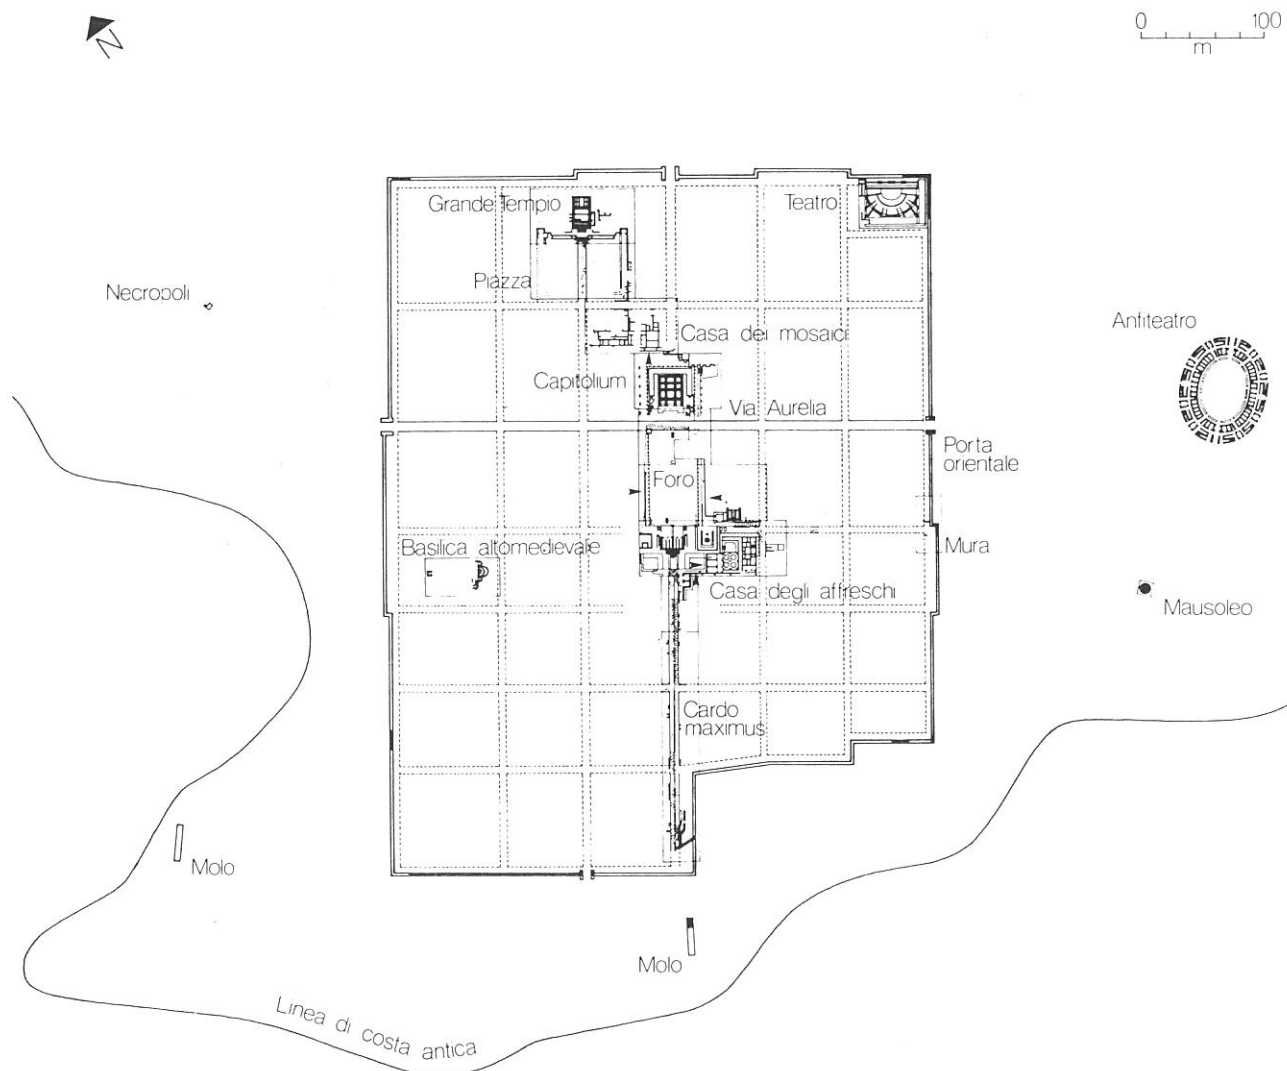 N
0 100
m
Grande Tempio
Teatro
Piazza
Necropoli
Anfiteatro
Casa dei mosaici
Capitolium
Via Aurelia
Porta
orientale
Foro
Basilica altomedievale
Mura
Casa degli affreschi
Mausoleo
Cardo
maximus
Molo
Molo
Linea di costa antica